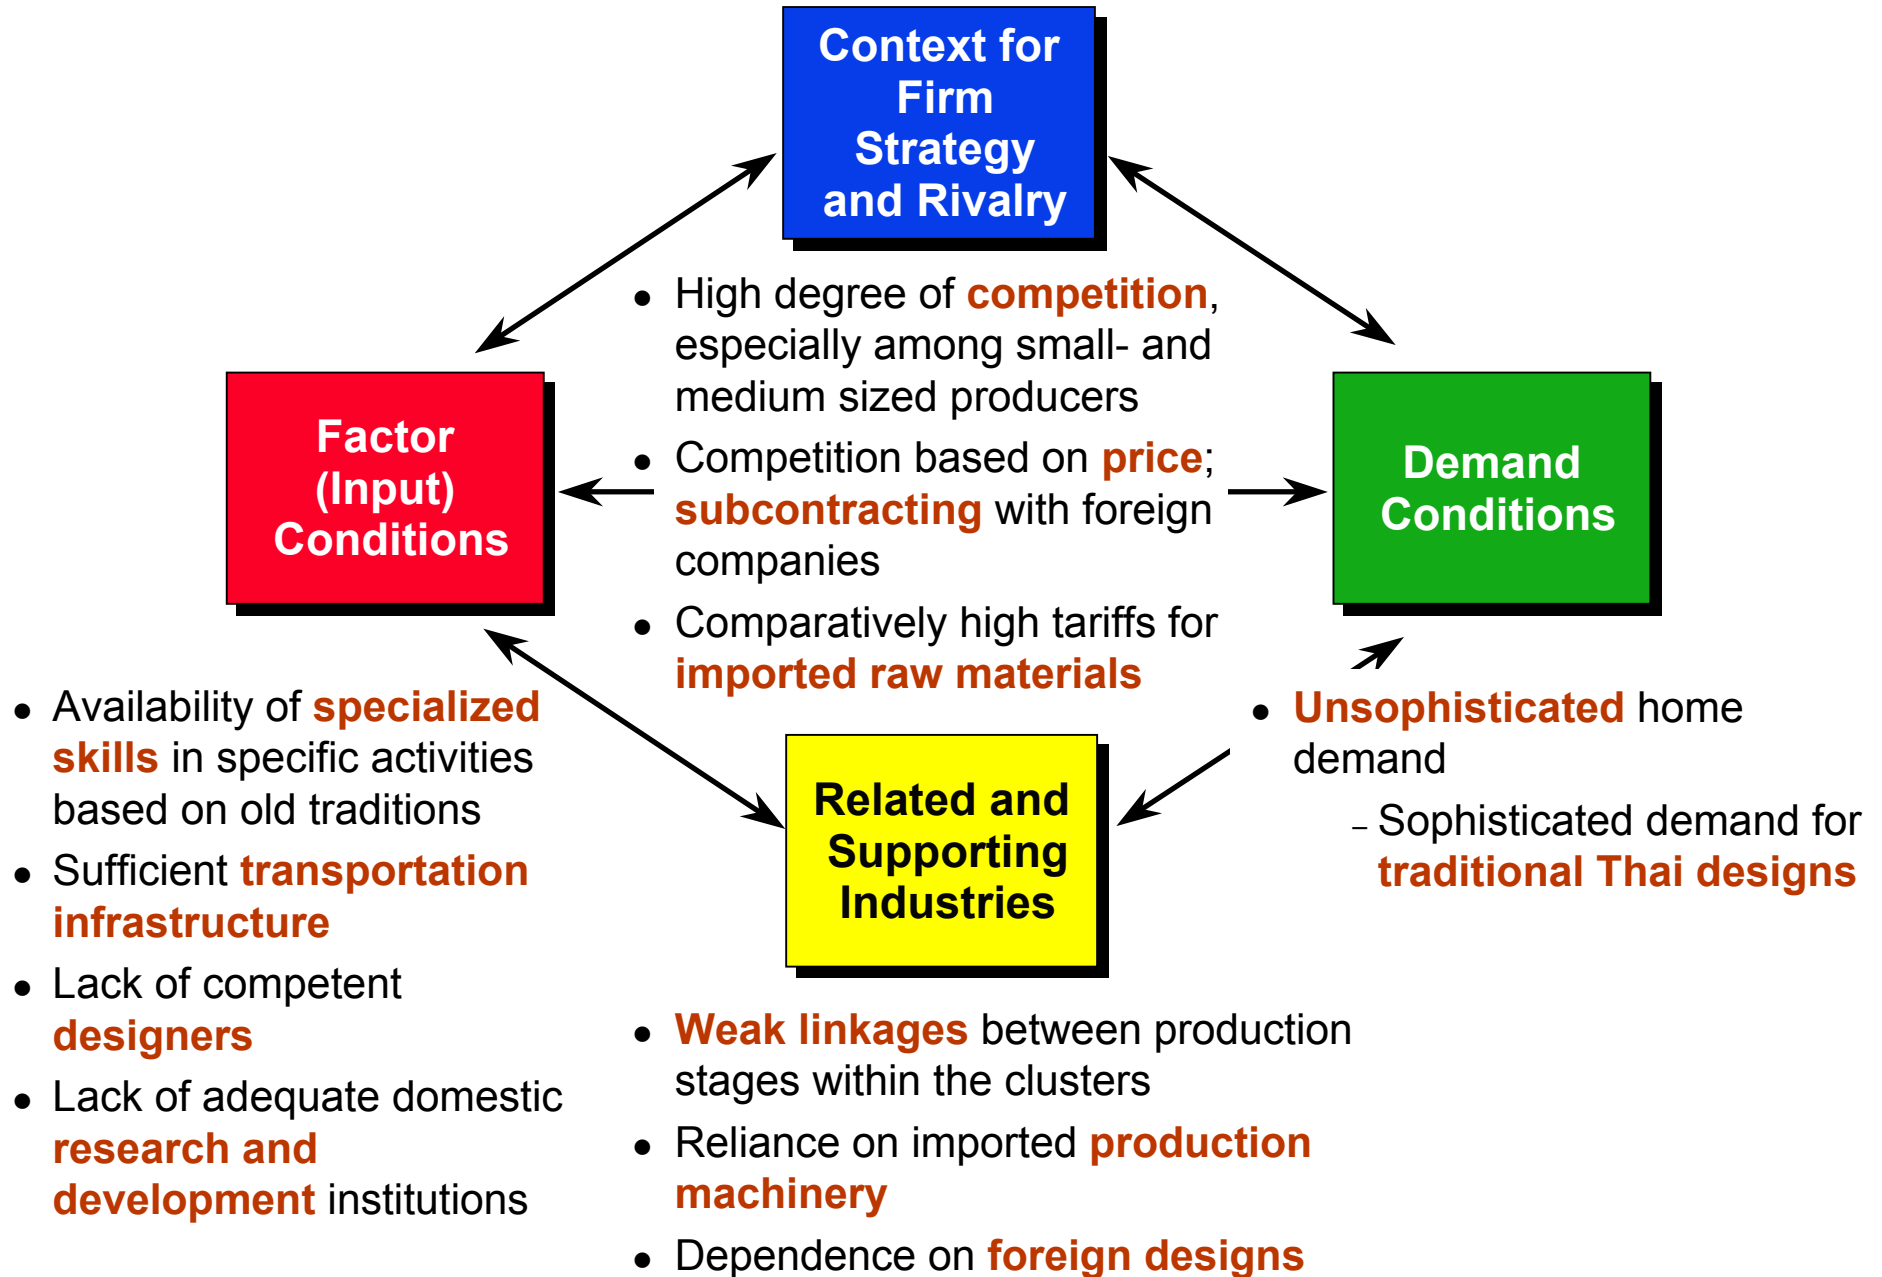 Context for
Firm
Strategy
and Rivalry
• High degree of competition,
especially among small- and
medium sized producers
• Competition based on price;
subcontracting with foreign
companies
• Comparatively high tariffs for
imported raw materials
Factor
(Input)
Conditions
Demand
Conditions
• Availability of specialized
skills in specific activities
based on old traditions
• Sufficient transportation
infrastructure
• Lack of competent
designers
• Lack of adequate domestic
research and
development institutions
Related and
Supporting
Industries
• Weak linkages between production
stages within the clusters
• Reliance on imported production
machinery
• Dependence on foreign designs
• Unsophisticated home
demand
– Sophisticated demand for
traditional Thai designs